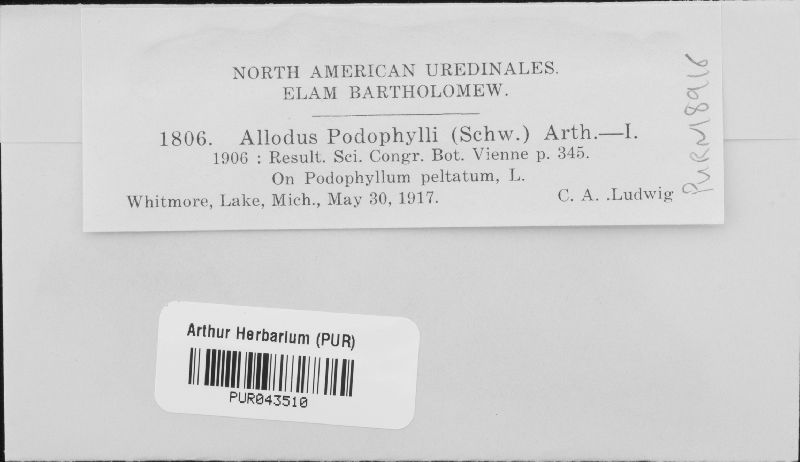 NORTH AMERICAN UREDINALES.
ELAM BARTHOLOMEW.
1806. Allodus Podophylli (Schw.) Arth.—I.
1906 : Result. Sci. Congr. Bot. Vienne p. 345.
On Podophyllum peltatum, L.
Whitmore, Lake, Mich., May 30, 1917. C. A. .Ludwig
PURN18916
Arthur Herbarium (PUR)
PUR043510